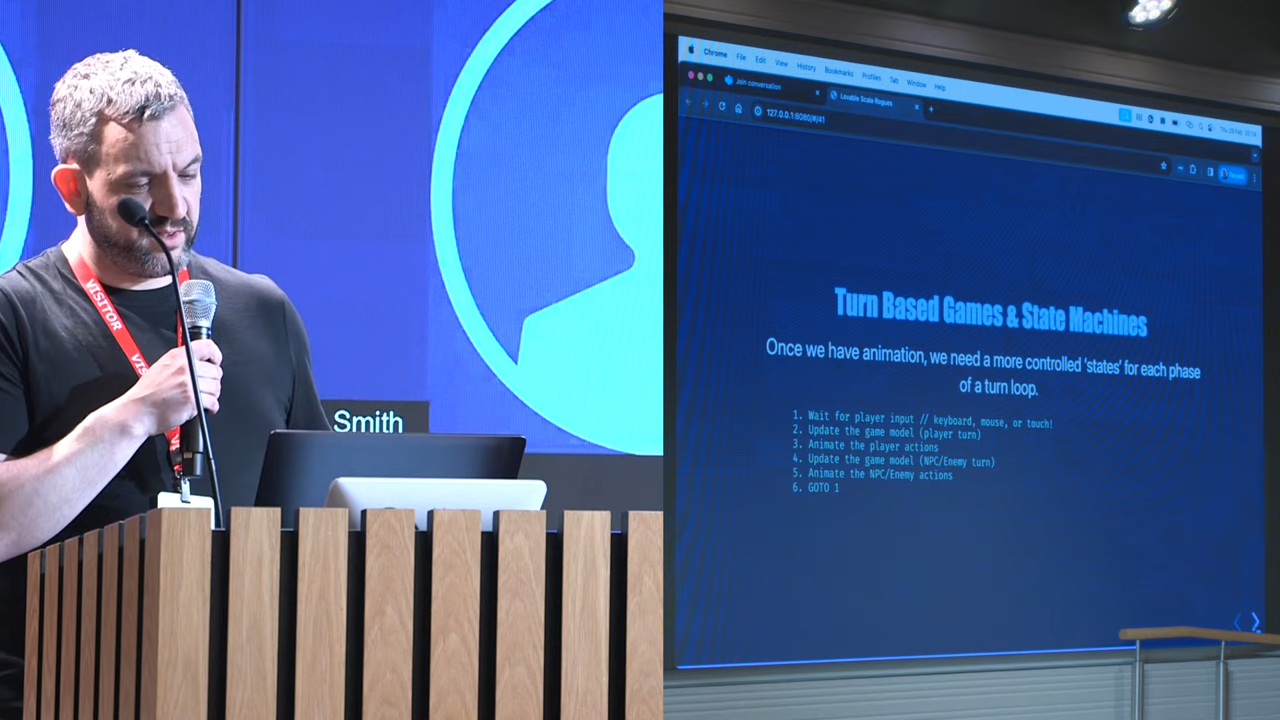 VISITOR
VIS
Smith
Chrome File Edit View History Bookmarks Profiles Tab Window Help
Join conversation
Lovable Scala Rogues
127.0.0.1:8080/#/41
Turn Based Games & State Machines
Once we have animation, we need a more controlled ‘states’ for each phase
of a turn loop.
1. Wait for player input // keyboard, mouse, or touch!
2. Update the game model (player turn)
3. Animate the player actions
4. Update the game model (NPC/Enemy turn)
5. Animate the NPC/Enemy actions
6. GOTO 1